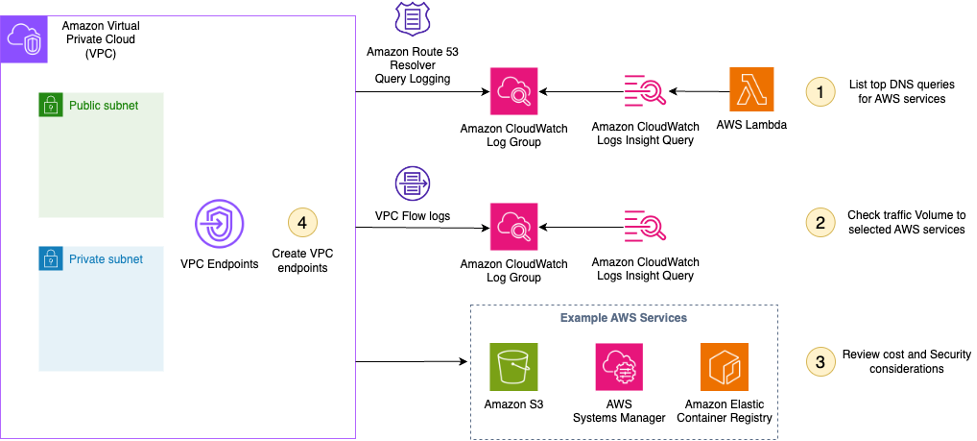 Amazon Virtual
Private Cloud
(VPC)
Public subnet
Private subnet
VPC Endpoints
4
Create VPC
endpoints
Amazon Route 53
Resolver
Query Logging
Amazon CloudWatch
Log Group
Amazon CloudWatch
Logs Insight Query
AWS Lambda
1
List top DNS queries
for AWS services
VPC Flow logs
Amazon CloudWatch
Log Group
Amazon CloudWatch
Logs Insight Query
2
Check traffic Volume to
selected AWS services
Example AWS Services
Amazon S3
AWS
Systems Manager
Amazon Elastic
Container Registry
3
Review cost and Security
considerations